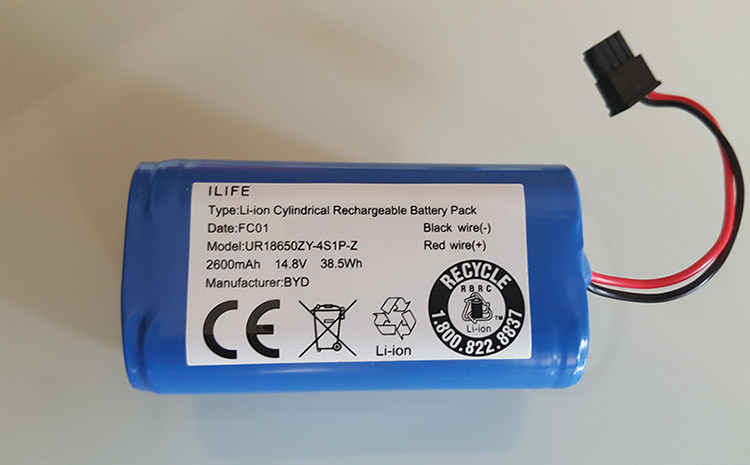 ILIFE
Type:Li-ion Cylindrical Rechargeable Battery Pack
Date:FC01 Black wire(-)
Model:UR18650ZY-4S1P-Z Red wire(+)
2600mAh 14.8V 38.5Wh
Manufacturer:BYD
CE
Li-ion
RECYCLE
RBRC
Li-ion
TM
1.800.822.8837